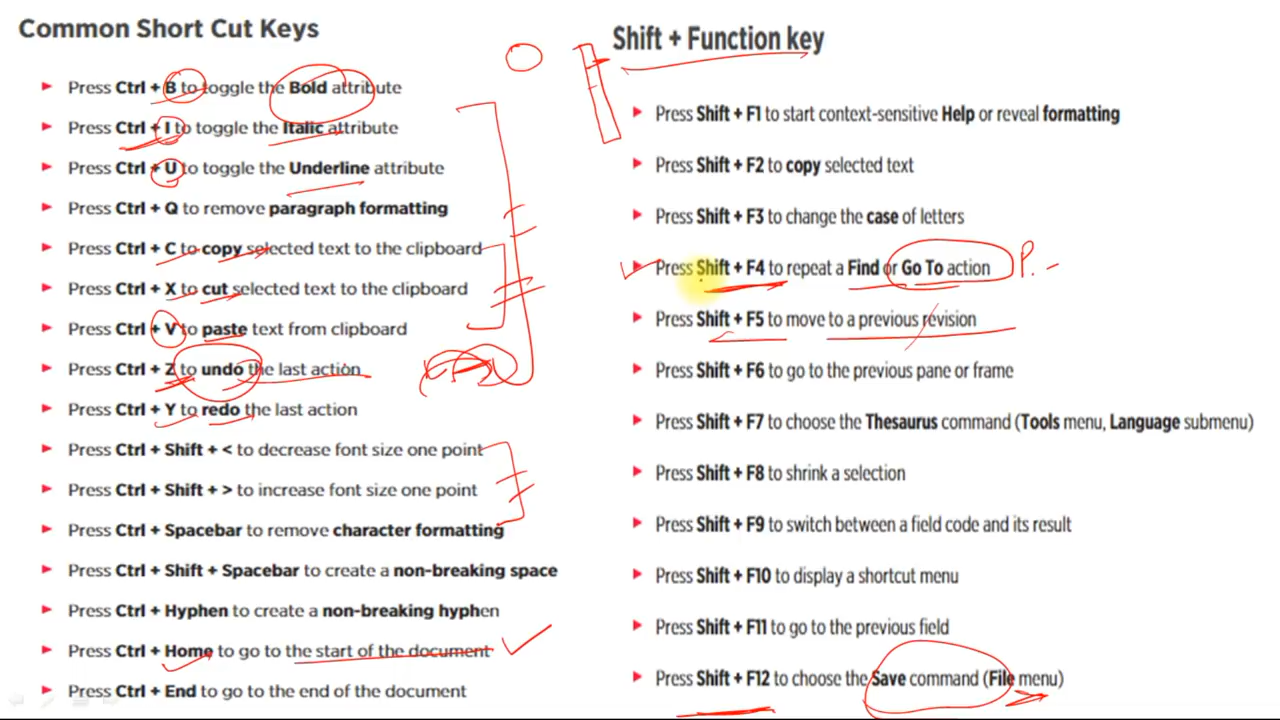 Common Short Cut Keys
Press Ctrl + B to toggle the Bold attribute
Press Ctrl + I to toggle the Italic attribute
Press Ctrl + U to toggle the Underline attribute
Press Ctrl + Q to remove paragraph formatting
Press Ctrl + C to copy selected text to the clipboard
Press Ctrl + X to cut selected text to the clipboard
Press Ctrl + V to paste text from clipboard
Press Ctrl + Z to undo the last action
Press Ctrl + Y to redo the last action
Press Ctrl + Shift + < to decrease font size one point
Press Ctrl + Shift + > to increase font size one point
Press Ctrl + Spacebar to remove character formatting
Press Ctrl + Shift + Spacebar to create a non-breaking space
Press Ctrl + Hyphen to create a non-breaking hyphen
Press Ctrl + Home to go to the start of the document
Press Ctrl + End to go to the end of the document
Shift + Function key
Press Shift + F1 to start context-sensitive Help or reveal formatting
Press Shift + F2 to copy selected text
Press Shift + F3 to change the case of letters
Press Shift + F4 to repeat a Find or Go To action P. -
Press Shift + F5 to move to a previous revision
Press Shift + F6 to go to the previous pane or frame
Press Shift + F7 to choose the Thesaurus command (Tools menu, Language submenu)
Press Shift + F8 to shrink a selection
Press Shift + F9 to switch between a field code and its result
Press Shift + F10 to display a shortcut menu
Press Shift + F11 to go to the previous field
Press Shift + F12 to choose the Save command (File menu)